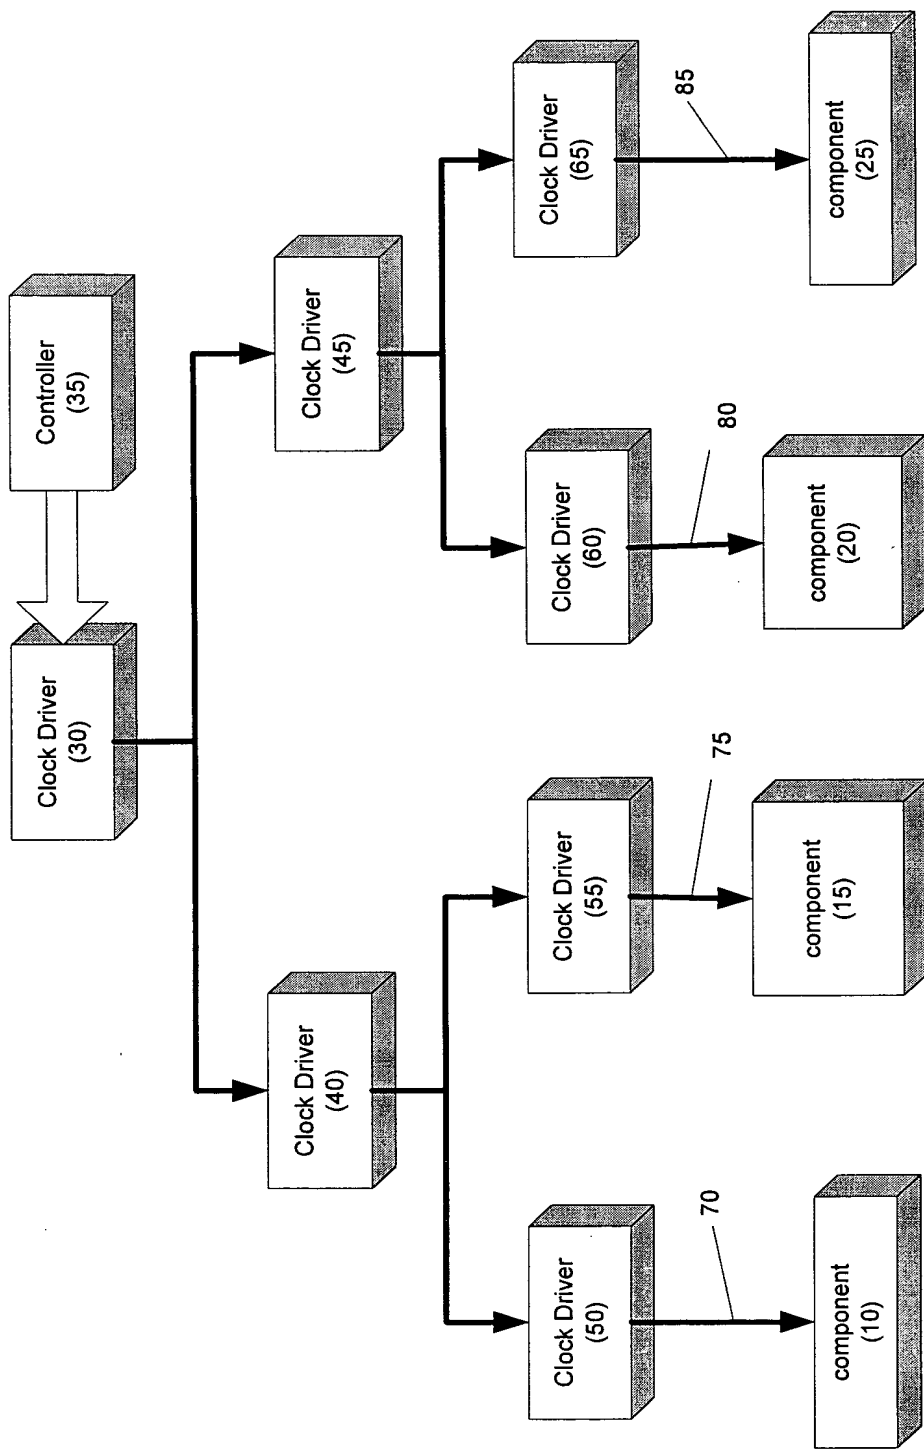 Clock Driver
(30)
Controller
(35)
Clock Driver
(40)
Clock Driver
(45)
Clock Driver
(50)
Clock Driver
(55)
Clock Driver
(60)
Clock Driver
(65)
70
75
80
85
component
(10)
component
(15)
component
(20)
component
(25)